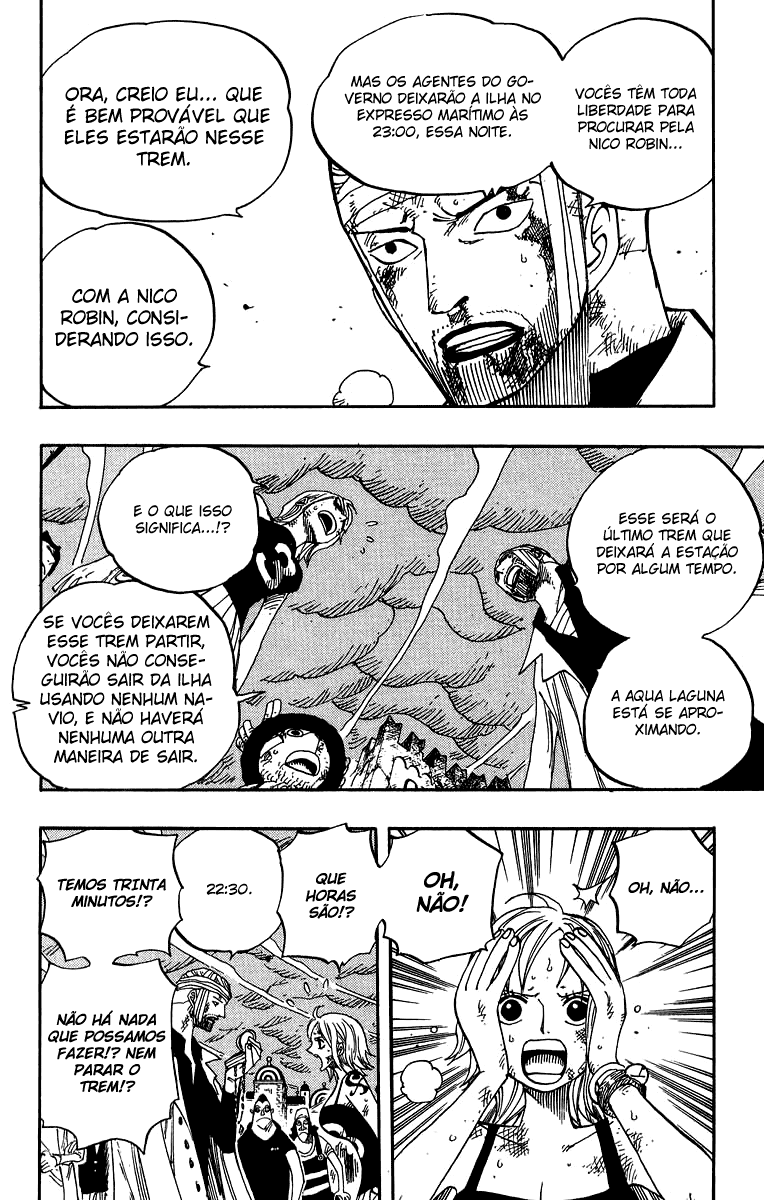 VOCÊS TÊM TODA
LIBERDADE PARA
PROCURAR PELA
NICO ROBIN...
MAS OS AGENTES DO GO-
VERNO DEIXARÃO A ILHA NO
EXPRESSO MARÍTIMO ÀS
23:00, ESSA NOITE.
ORA, CREIO EU... QUE
É BEM PROVÁVEL QUE
ELES ESTARÃO NESSE
TREM.
COM A NICO
ROBIN, CONSI-
DERANDO ISSO.
ESSE SERÁ O
ÚLTIMO TREM QUE
DEIXARÁ A ESTAÇÃO
POR ALGUM TEMPO.
A AQUA LAGUNA
ESTÁ SE APRO-
XIMANDO.
E O QUE ISSO
SIGNIFICA...!?
SE VOCÊS DEIXAREM
ESSE TREM PARTIR,
VOCÊS NÃO CONSE-
GUIRÃO SAIR DA ILHA
USANDO NENHUM NA-
VIO, E NÃO HAVERÁ
NENHUMA OUTRA
MANEIRA DE SAIR.
OH, NÃO...
OH,
NÃO!
QUE
HORAS
SÃO!?
22:30.
TEMOS TRINTA
MINUTOS!?
NÃO HÁ NADA
QUE POSSAMOS
FAZER!? NEM
PARAR O
TREM!?